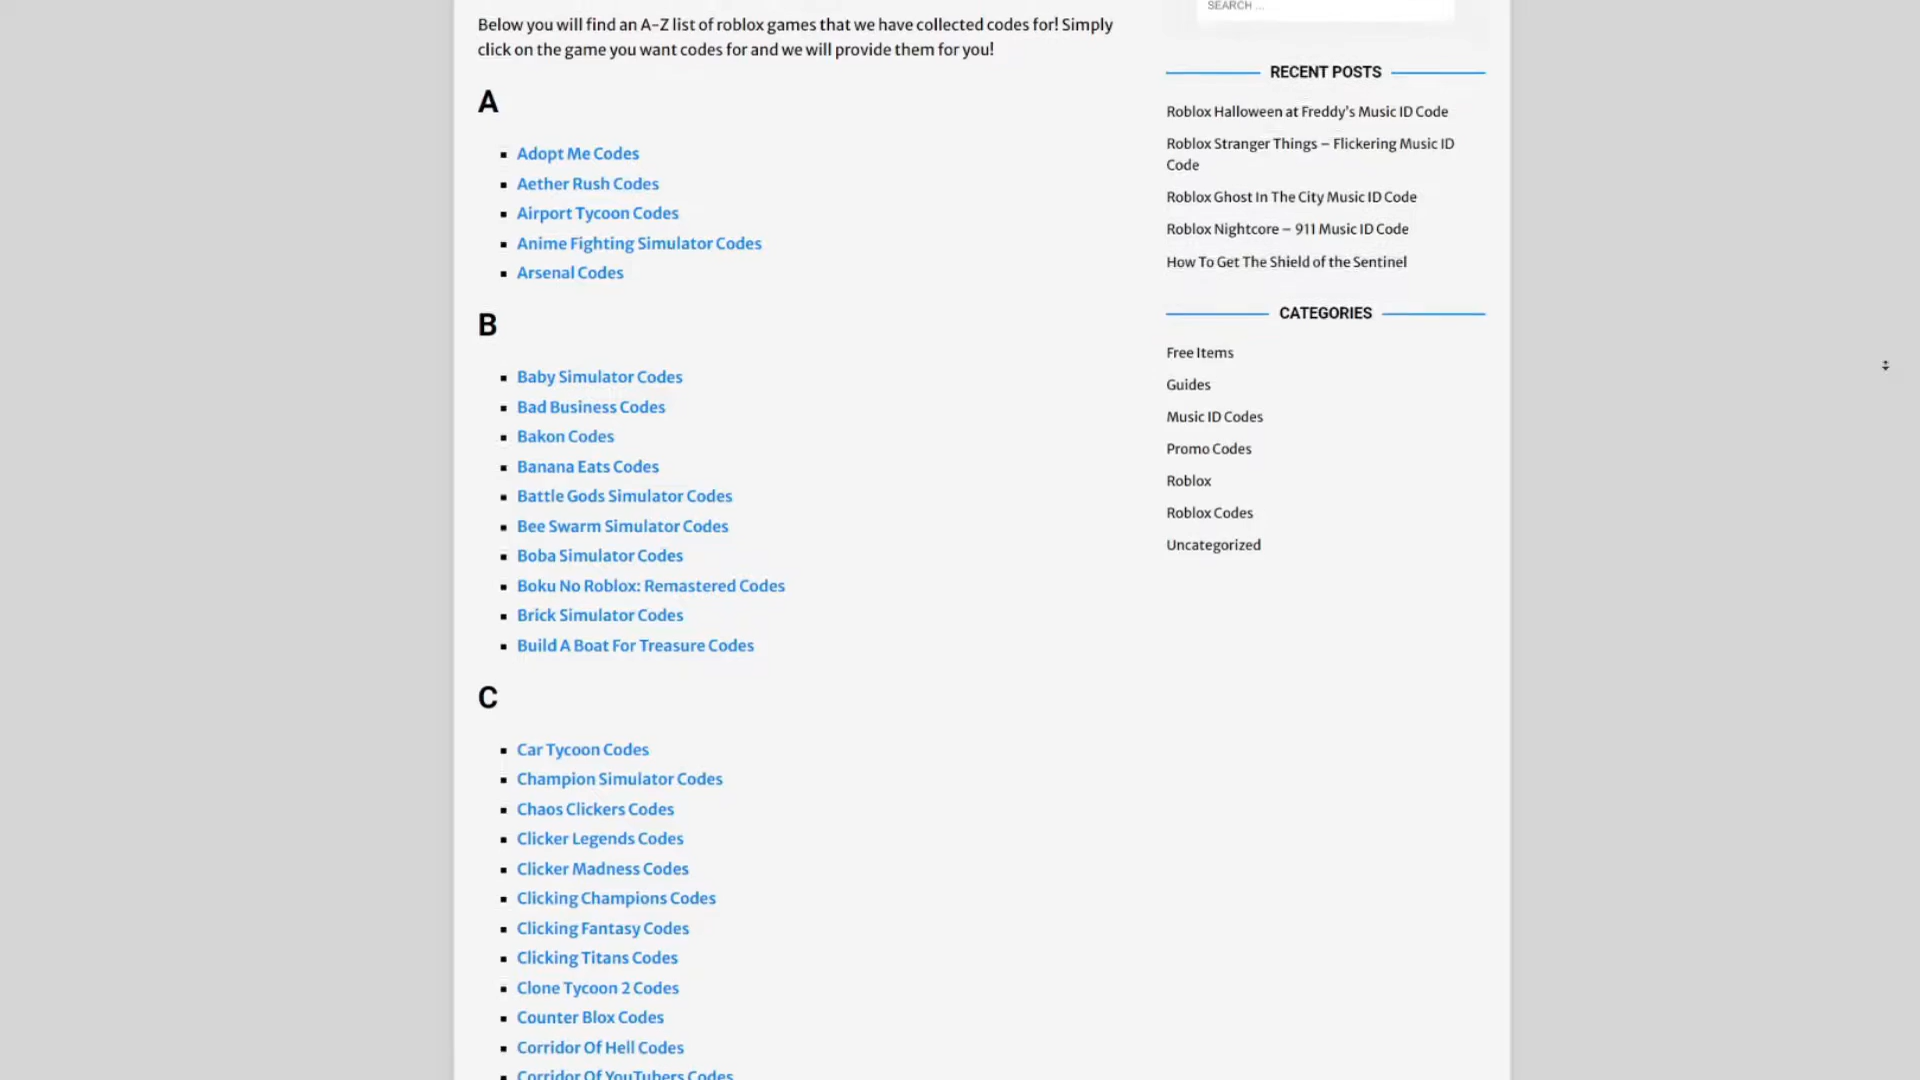 Below you will find an A-Z list of roblox games that we have collected codes for! Simply
click on the game you want codes for and we will provide them for you!
A
Adopt Me Codes
Aether Rush Codes
Airport Tycoon Codes
Anime Fighting Simulator Codes
Arsenal Codes
B
Baby Simulator Codes
Bad Business Codes
Bakon Codes
Banana Eats Codes
Battle Gods Simulator Codes
Bee Swarm Simulator Codes
Boba Simulator Codes
Boku No Roblox: Remastered Codes
Brick Simulator Codes
Build A Boat For Treasure Codes
C
Car Tycoon Codes
Champion Simulator Codes
Chaos Clickers Codes
Clicker Legends Codes
Clicker Madness Codes
Clicking Champions Codes
Clicking Fantasy Codes
Clicking Titans Codes
Clone Tycoon 2 Codes
Counter Blox Codes
Corridor Of Hell Codes
Corridor Of YouTubers Codes
SEARCH ...
RECENT POSTS
Roblox Halloween at Freddy's Music ID Code
Roblox Stranger Things – Flickering Music ID
Code
Roblox Ghost In The City Music ID Code
Roblox Nightcore – 911 Music ID Code
How To Get The Shield of the Sentinel
CATEGORIES
Free Items
Guides
Music ID Codes
Promo Codes
Roblox
Roblox Codes
Uncategorized